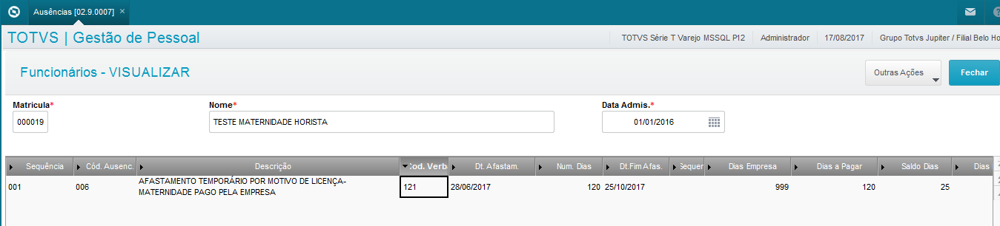 Ausências [02.9.0007] ×
TOTVS | Gestão de Pessoal
TOTVS Série T Varejo MSSQL P12 Administrador 17/08/2017 Grupo Totvs Jupiter / Filial Belo Ho
Funcionários - VISUALIZAR
Outras Ações
Fechar
Matricula* Nome* Data Admis.*
000019 TESTE MATERNIDADE HORISTA 01/01/2016
Sequência Cód. Ausenc. Descrição Cod. Verb Dt. Afastam. Num. Dias Dt.Fim Afas. Sequer Dias Empresa Dias a Pagar Saldo Dias Dias
001 006 AFASTAMENTO TEMPORÁRIO POR MOTIVO DE LICENÇA-
MATERNIDADE PAGO PELA EMPRESA 121 28/06/2017 120 25/10/2017 999 120 25